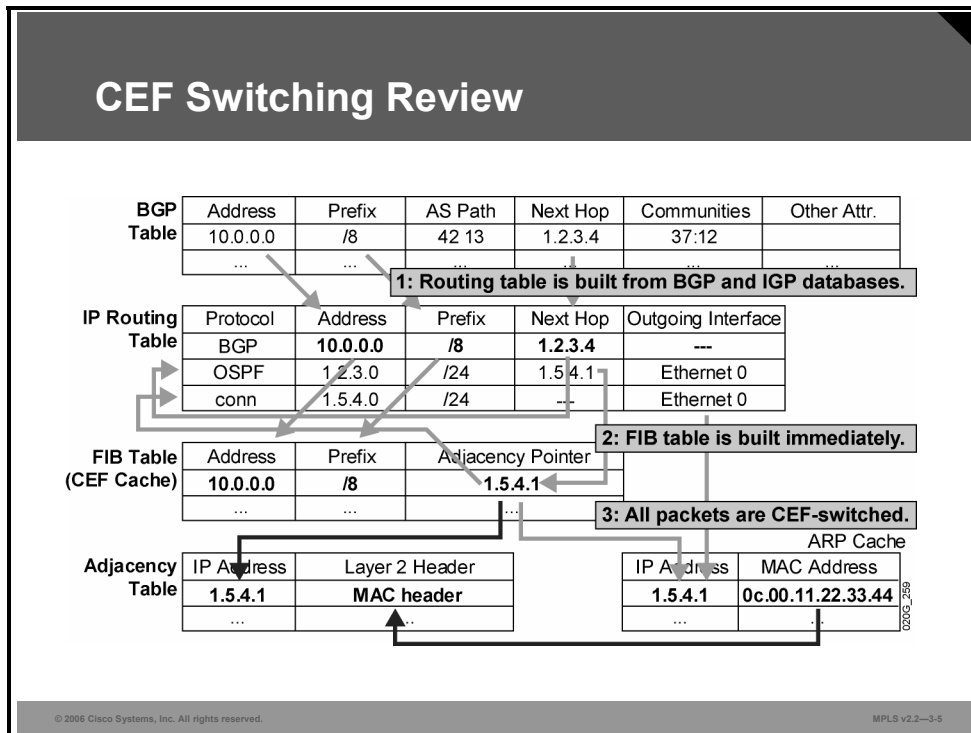 CEF Switching Review
BGP Table
Address Prefix AS Path Next Hop Communities Other Attr.
10.0.0.0 /8 42 13 1.2.3.4 37:12
... ... ... ... ... ...
1: Routing table is built from BGP and IGP databases.
IP Routing Table
Protocol Address Prefix Next Hop Outgoing Interface
BGP 10.0.0.0 /8 1.2.3.4 ---
OSPF 1.2.3.0 /24 1.5.4.1 Ethernet 0
conn 1.5.4.0 /24 --- Ethernet 0
2: FIB table is built immediately.
FIB Table (CEF Cache)
Address Prefix Adjacency Pointer
10.0.0.0 /8 1.5.4.1
... ... ...
3: All packets are CEF-switched.
Adjacency Table
IP Address Layer 2 Header
1.5.4.1 MAC header
... ...
ARP Cache
IP Address MAC Address
1.5.4.1 0c.00.11.22.33.44
... ...
020G_259
© 2006 Cisco Systems, Inc. All rights reserved.
MPLS v2.2—3-5